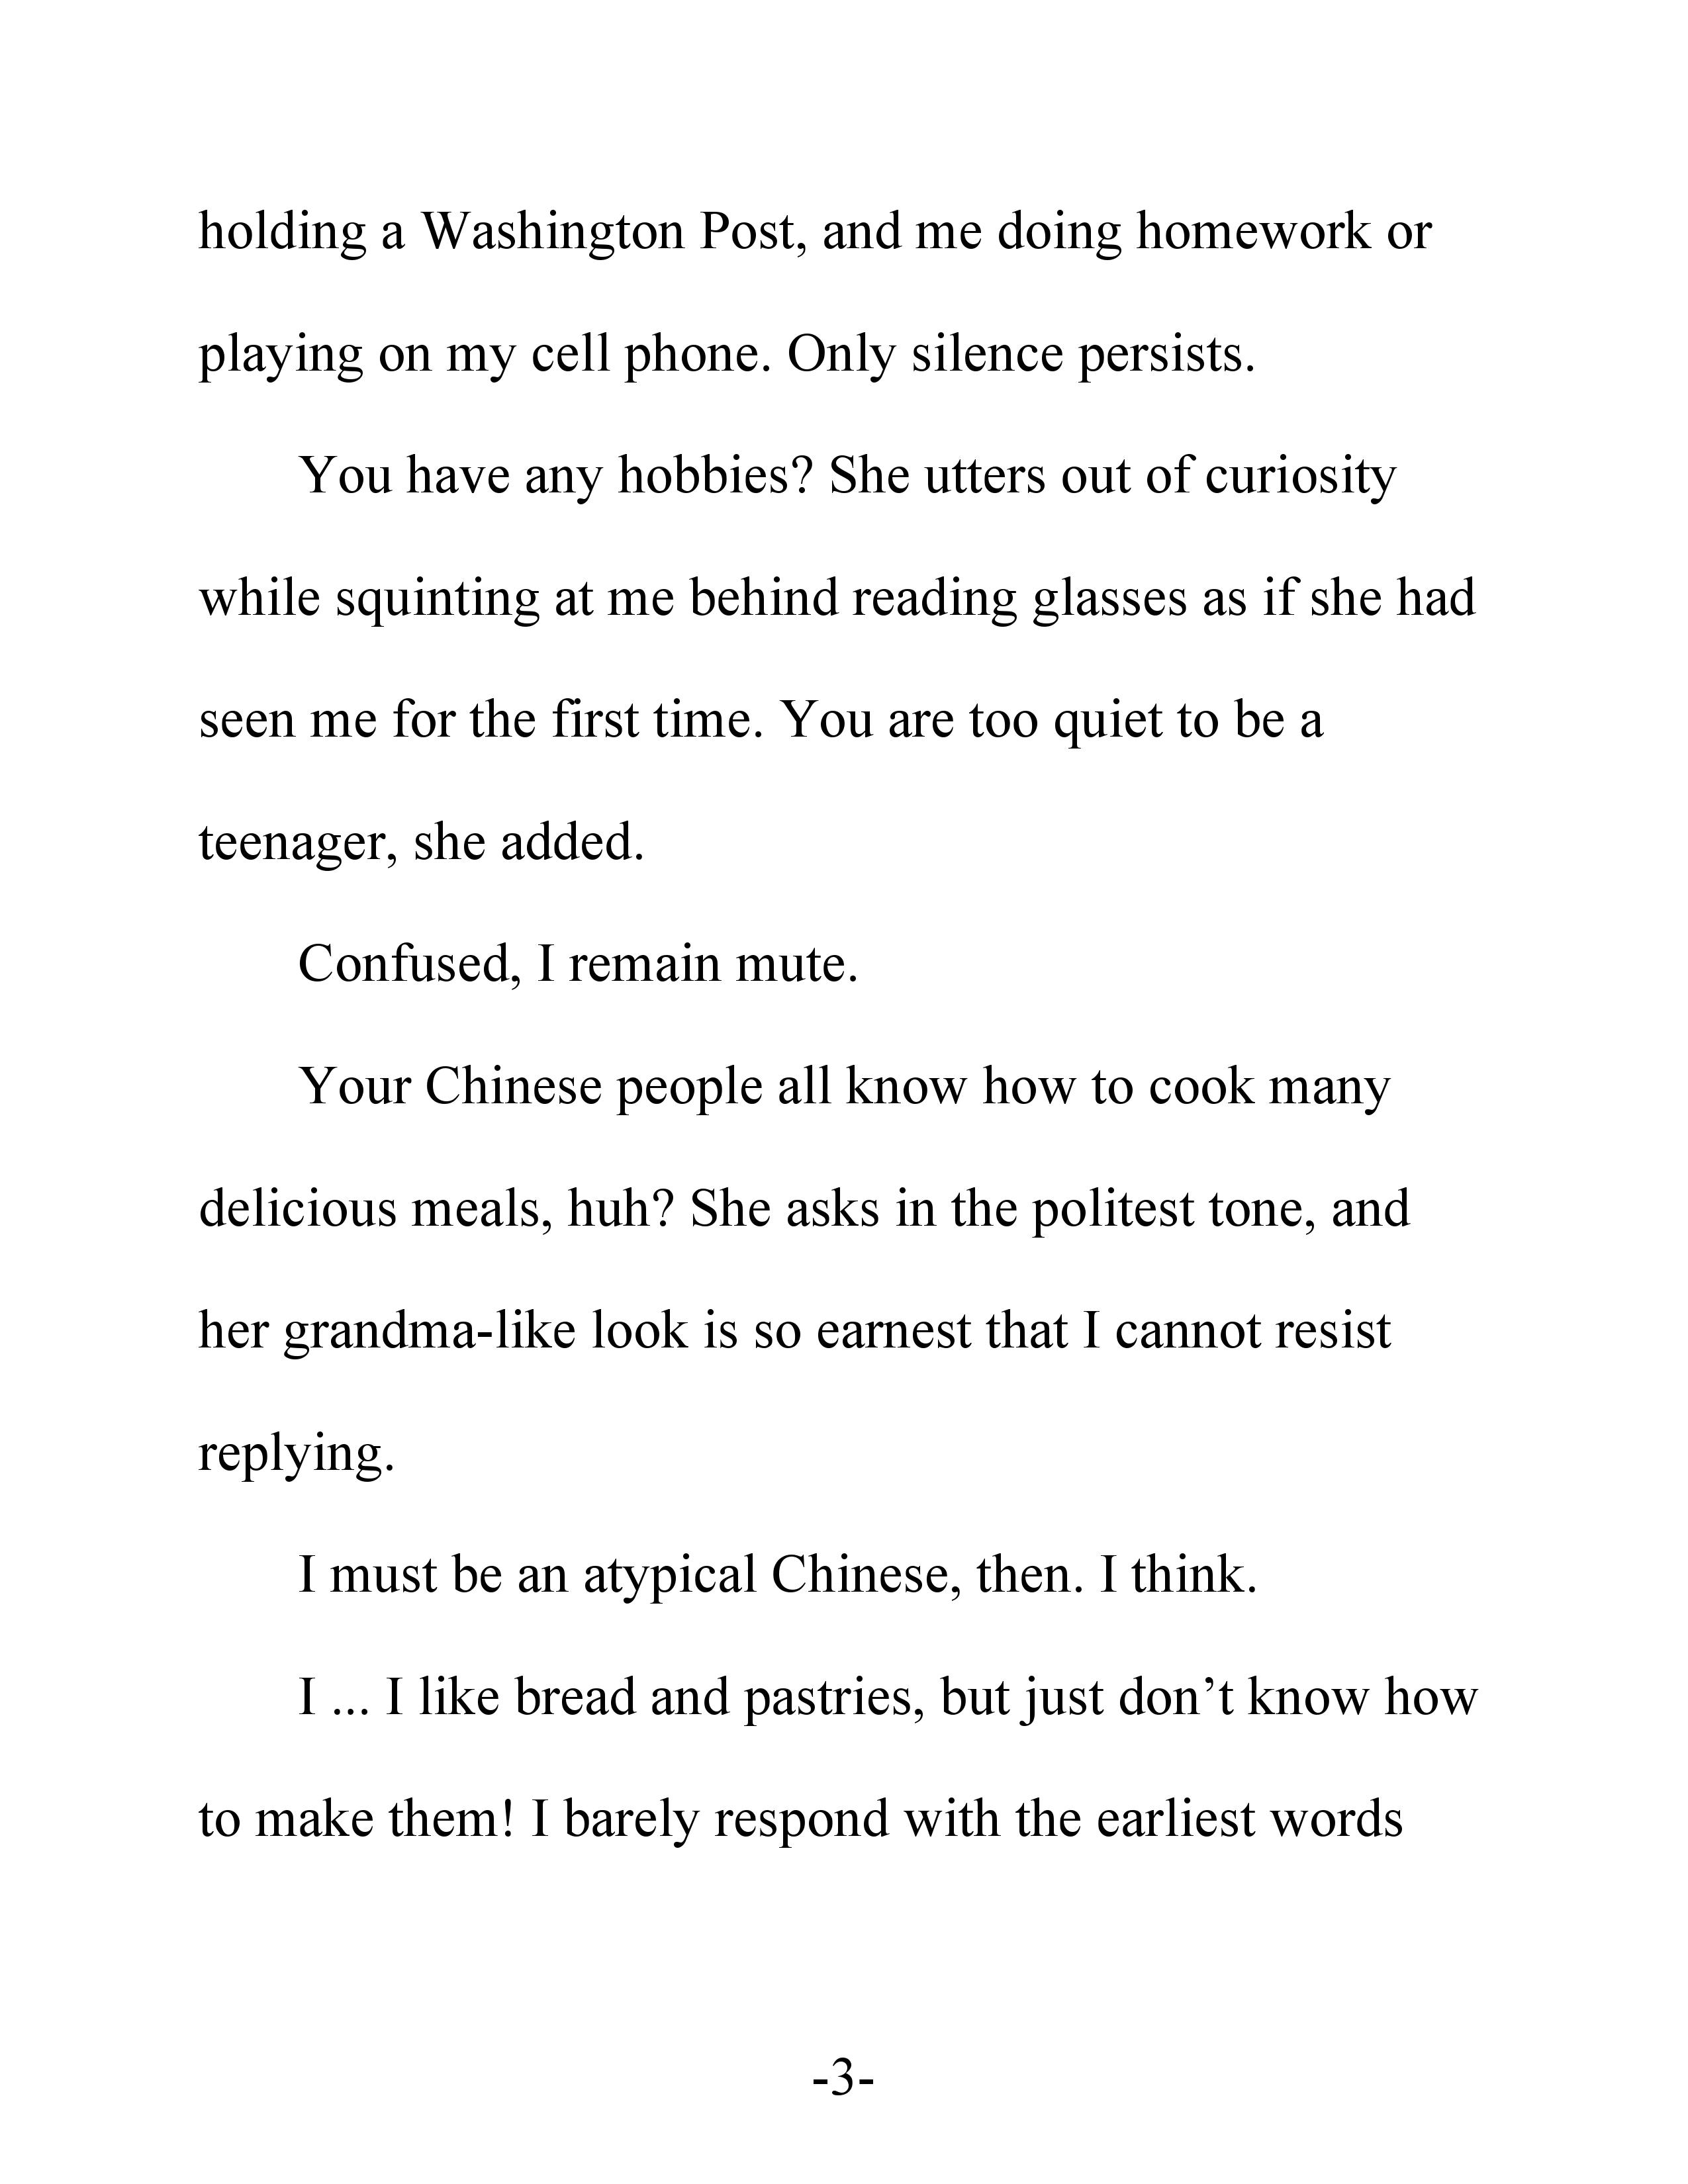 holding a Washington Post, and me doing homework or
playing on my cell phone. Only silence persists.
You have any hobbies? She utters out of curiosity
while squinting at me behind reading glasses as if she had
seen me for the first time. You are too quiet to be a
teenager, she added.
Confused, I remain mute.
Your Chinese people all know how to cook many
delicious meals, huh? She asks in the politest tone, and
her grandma-like look is so earnest that I cannot resist
replying.
I must be an atypical Chinese, then. I think.
I ... I like bread and pastries, but just don’t know how
to make them! I barely respond with the earliest words
-3-